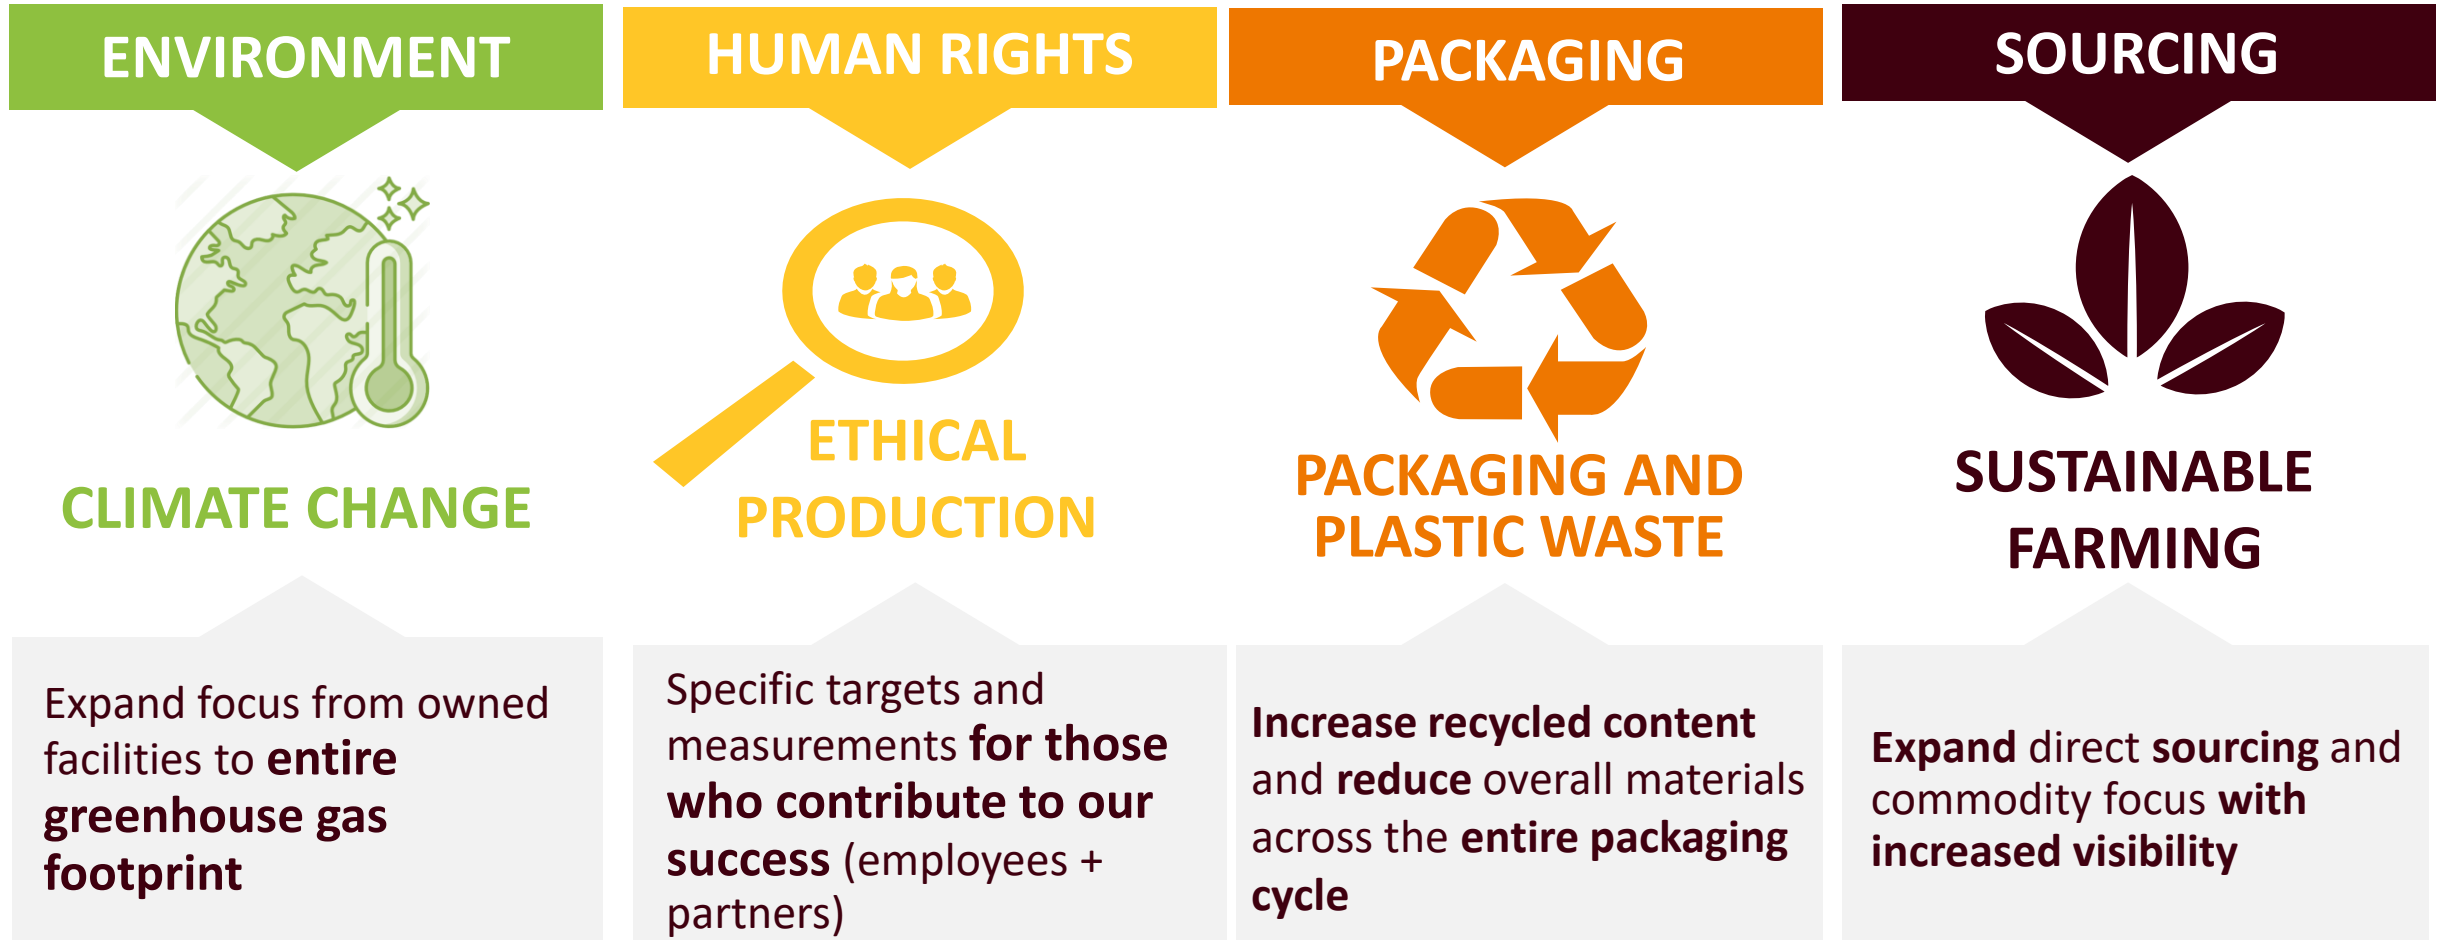 ENVIRONMENT
CLIMATE CHANGE
Expand focus from owned
facilities to entire
greenhouse gas
footprint
HUMAN RIGHTS
ETHICAL
PRODUCTION
Specific targets and
measurements for those
who contribute to our
success (employees +
partners)
PACKAGING
PACKAGING AND
PLASTIC WASTE
Increase recycled content
and reduce overall materials
across the entire packaging
cycle
SOURCING
SUSTAINABLE
FARMING
Expand direct sourcing and
commodity focus with
increased visibility